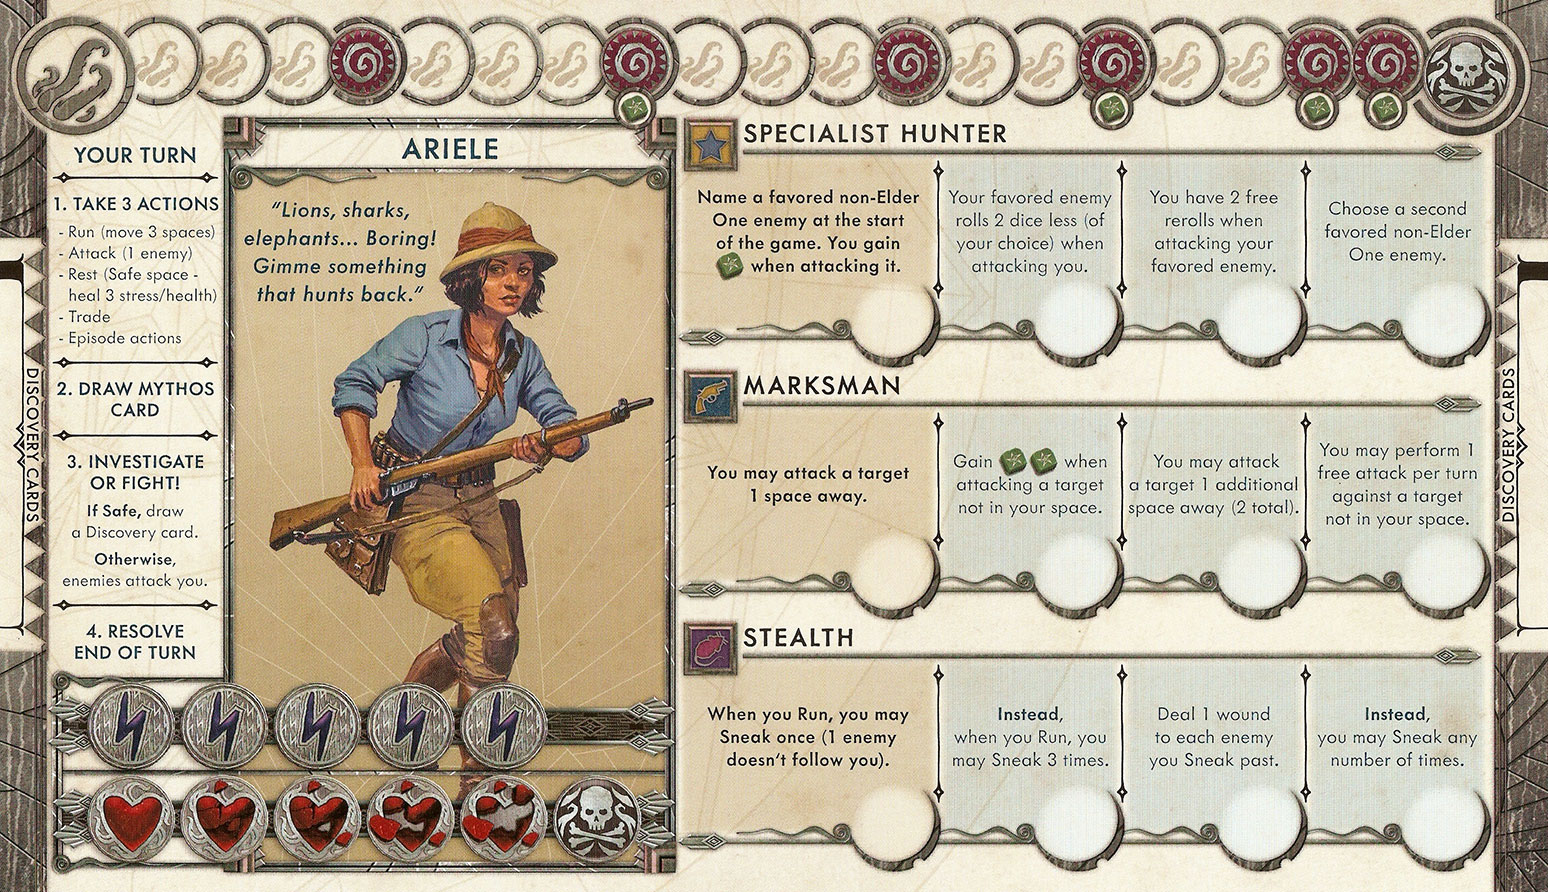 YOUR TURN
1. TAKE 3 ACTIONS
- Run (move 3 spaces)
- Attack (1 enemy)
- Rest (Safe space -
heal 3 stress/health)
- Trade
- Episode actions
2. DRAW MYTHOS
CARD
3. INVESTIGATE
OR FIGHT!
If Safe, draw
a Discovery card.
Otherwise,
enemies attack you.
4. RESOLVE
END OF TURN
DISCOVERY CARDS
ARIELE
“Lions, sharks,
elephants... Boring!
Gimme something
that hunts back.”
SPECIALIST HUNTER
Name a favored non-Elder
One enemy at the start
of the game. You gain
when attacking it.
Your favored enemy
rolls 2 dice less (of
your choice) when
attacking you.
You have 2 free
rerolls when
attacking your
favored enemy.
Choose a second
favored non-Elder
One enemy.
MARKSMAN
You may attack a target
1 space away.
Gain when
attacking a target
not in your space.
You may attack
a target 1 additional
space away (2 total).
You may perform 1
free attack per turn
against a target
not in your space.
STEALTH
When you Run, you may
Sneak once (1 enemy
doesn’t follow you).
Instead,
when you Run, you
may Sneak 3 times.
Deal 1 wound
to each enemy
you Sneak past.
Instead,
you may Sneak any
number of times.
DISCOVERY CARDS